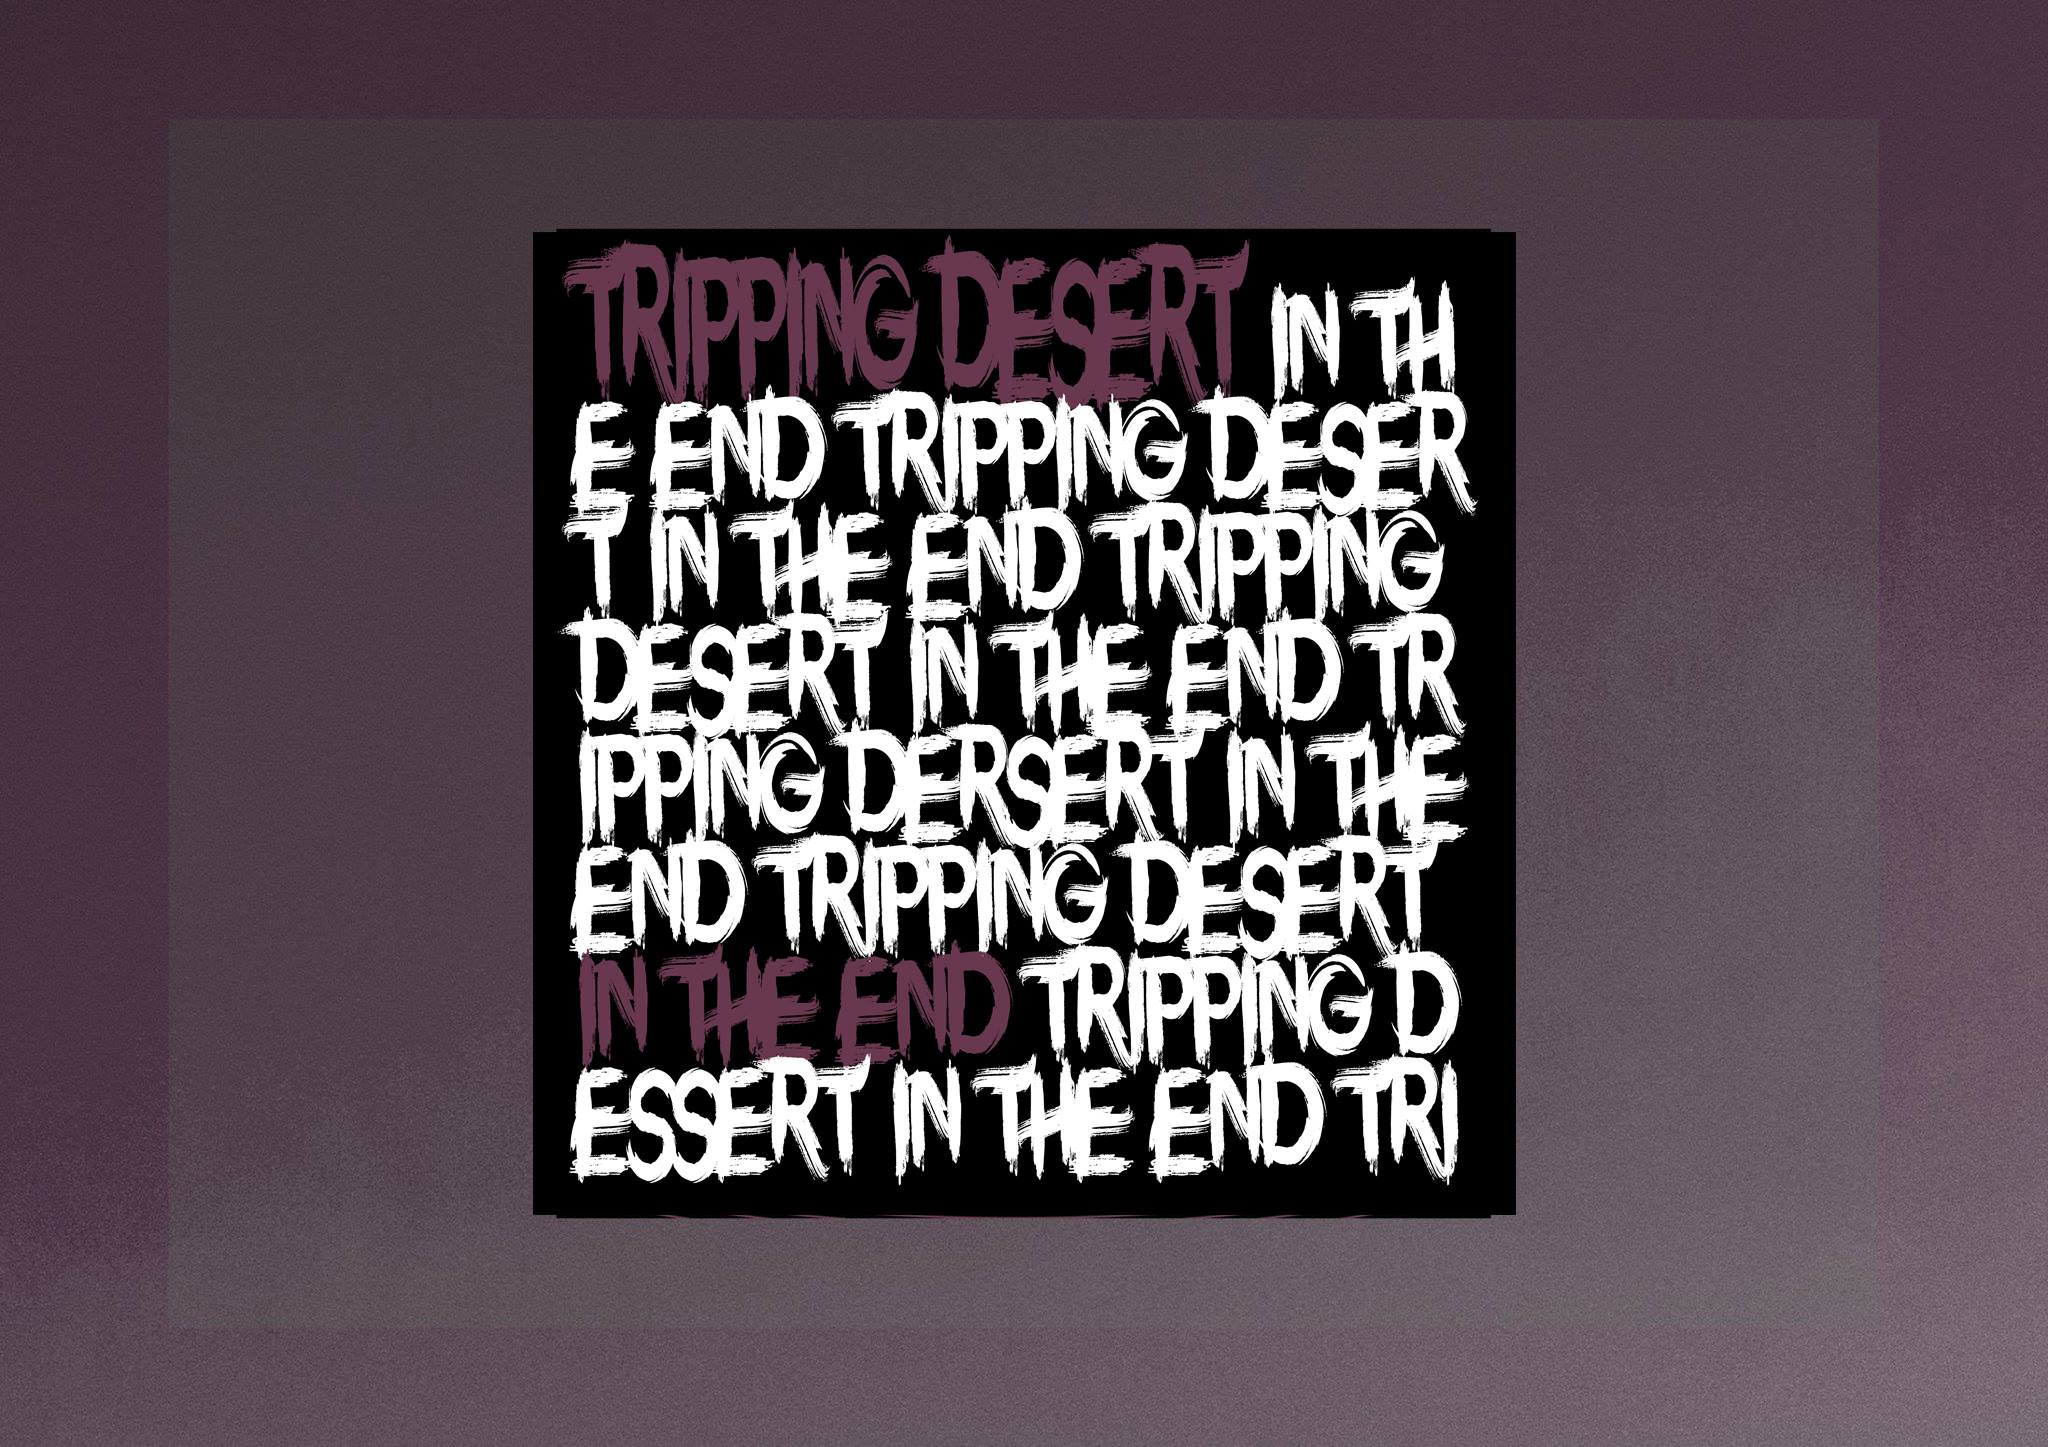 TRIPPING DESERT IN TH
E END TRIPPING DESER
T IN THE END TRIPPING
DESERT IN THE END TR
IPPING DERSERT IN THE
END TRIPPING DESERT
IN THE END TRIPPING D
ESSERT IN THE END TRI